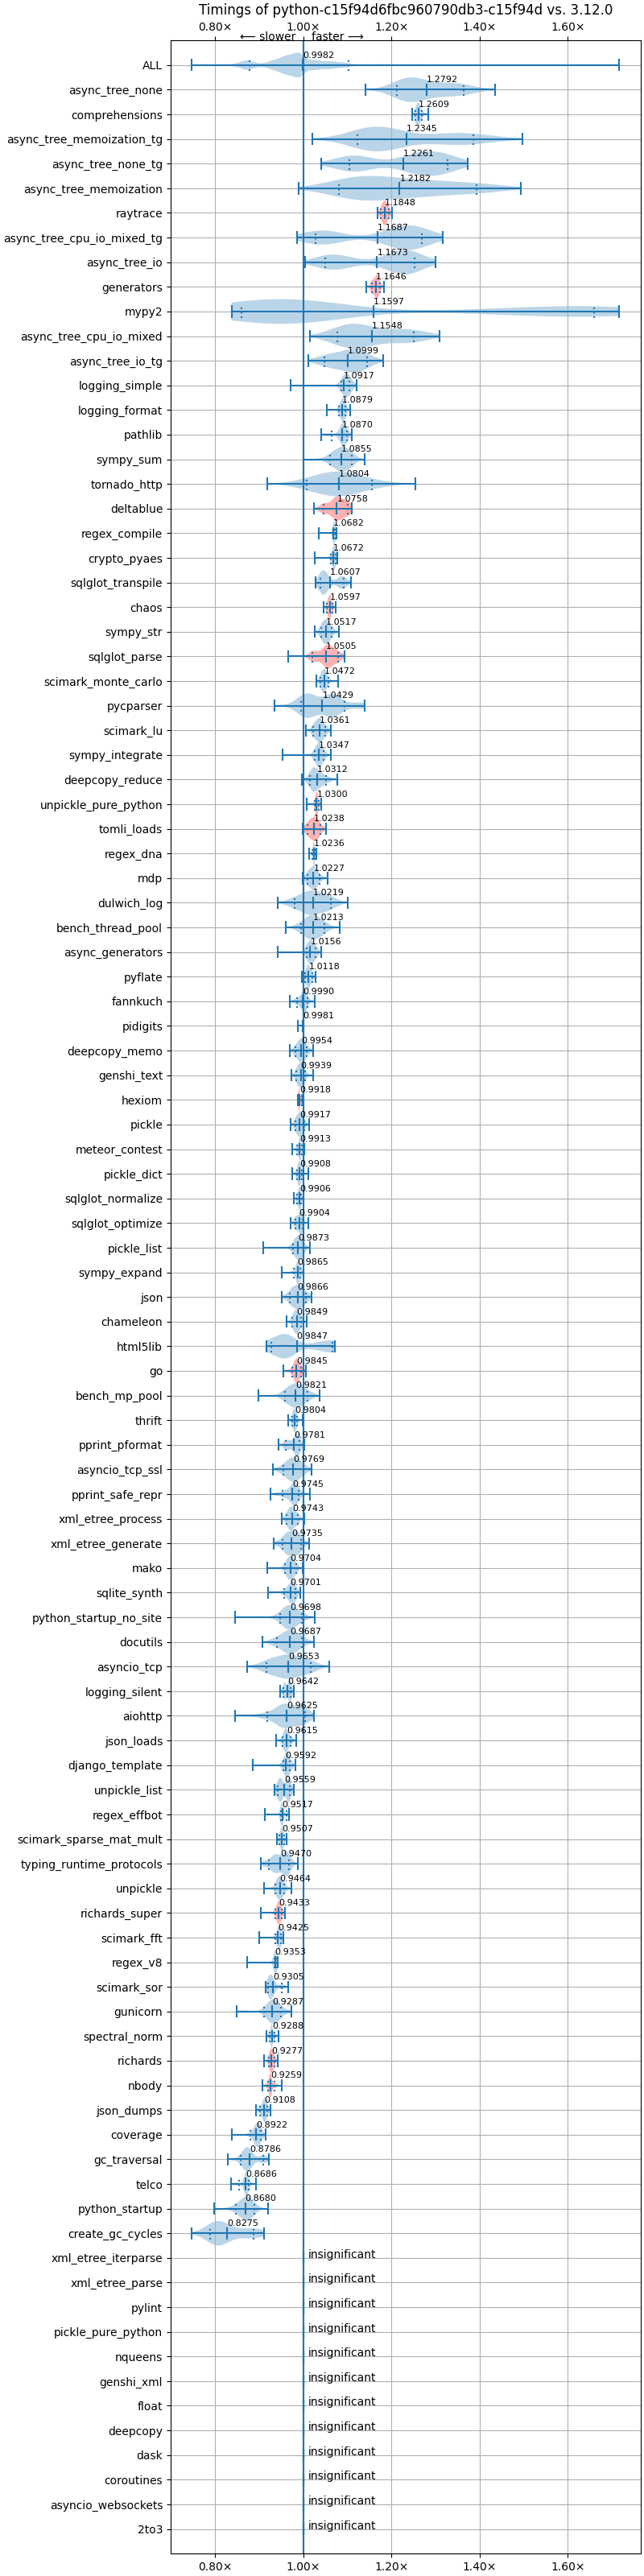 Timings of python-c15f94d6fbc960790db3-c15f94d vs. 3.12.0
0.80× 1.00× 1.20× 1.40× 1.60×
← slower faster →
ALL 0.9982
async_tree_none 1.2792
comprehensions 1.2609
async_tree_memoization_tg 1.2345
async_tree_none_tg 1.2261
async_tree_memoization 1.2182
raytrace 1.1848
async_tree_cpu_io_mixed_tg 1.1687
async_tree_io 1.1673
generators 1.1646
mypy2 1.1597
async_tree_cpu_io_mixed 1.1548
async_tree_io_tg 1.0999
logging_simple 1.0917
logging_format 1.0879
pathlib 1.0870
sympy_sum 1.0855
tornado_http 1.0804
deltablue 1.0758
regex_compile 1.0682
crypto_pyaes 1.0672
sqlglot_transpile 1.0607
chaos 1.0597
sympy_str 1.0517
sqlglot_parse 1.0505
scimark_monte_carlo 1.0472
pycparser 1.0429
scimark_lu 1.0361
sympy_integrate 1.0347
deepcopy_reduce 1.0312
unpickle_pure_python 1.0300
tomli_loads 1.0238
regex_dna 1.0236
mdp 1.0227
dulwich_log 1.0219
bench_thread_pool 1.0213
async_generators 1.0156
pyflate 1.0118
fannkuch 0.9990
pidigits 0.9981
deepcopy_memo 0.9954
genshi_text 0.9939
hexiom 0.9918
pickle 0.9917
meteor_contest 0.9913
pickle_dict 0.9908
sqlglot_normalize 0.9906
sqlglot_optimize 0.9904
pickle_list 0.9873
sympy_expand 0.9865
json 0.9866
chameleon 0.9849
html5lib 0.9847
go 0.9845
bench_mp_pool 0.9821
thrift 0.9804
pprint_pformat 0.9781
asyncio_tcp_ssl 0.9769
pprint_safe_repr 0.9745
xml_etree_process 0.9743
xml_etree_generate 0.9735
mako 0.9704
sqlite_synth 0.9701
python_startup_no_site 0.9698
docutils 0.9687
asyncio_tcp 0.9653
logging_silent 0.9642
aiohttp 0.9625
json_loads 0.9615
django_template 0.9592
unpickle_list 0.9559
regex_effbot 0.9517
scimark_sparse_mat_mult 0.9507
typing_runtime_protocols 0.9470
unpickle 0.9464
richards_super 0.9433
scimark_fft 0.9425
regex_v8 0.9353
scimark_sor 0.9305
gunicorn 0.9287
spectral_norm 0.9288
richards 0.9277
nbody 0.9259
json_dumps 0.9108
coverage 0.8922
gc_traversal 0.8786
telco 0.8686
python_startup 0.8680
create_gc_cycles 0.8275
xml_etree_iterparse insignificant
xml_etree_parse insignificant
pylint insignificant
pickle_pure_python insignificant
nqueens insignificant
genshi_xml insignificant
float insignificant
deepcopy insignificant
dask insignificant
coroutines insignificant
asyncio_websockets insignificant
2to3 insignificant
0.80× 1.00× 1.20× 1.40× 1.60×